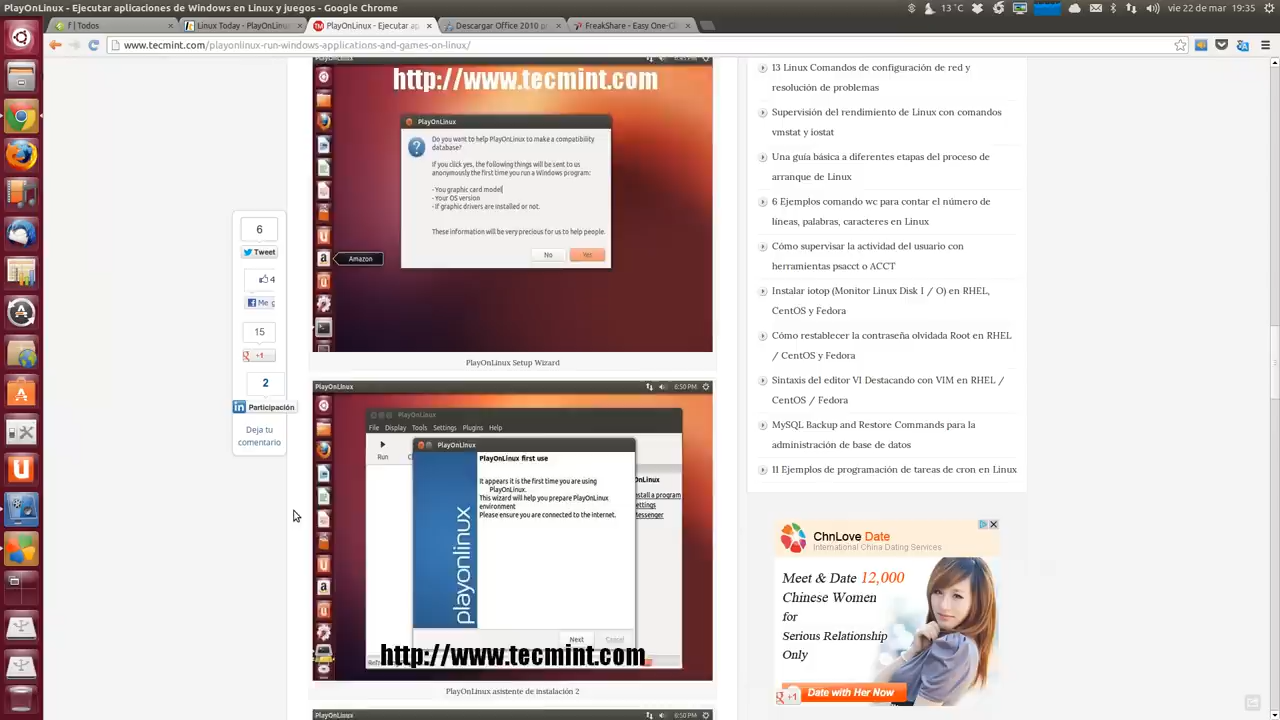 PlayOnLinux - Ejecutar aplicaciones Windows y Juegos - Google Chrome
26 de mar 19:35
f | Todos
Linux Today - PlayOnLi
PlayOnLinux - Ejecutar a
Descargar Office 2010 p
FreakShare - Easy One-C
www.tecmint.com/playonlinux-run-windows-applications-and-games-on-linux/
http://www.tecmint.com
PlayOnLinux
Do you want to help PlayOnLinux to make a compatibility
database?
If you click yes, the following things will be sent to us
anonymously the first time you run a Windows program:
- You graphic card model
- Your OS version
- If graphic drivers are installed or not.
These information will be very precious for us to help people.
No
Yes
Amazon
PlayOnLinux Setup Wizard
6
Tweet
4
Me g
15
+1
2
Participación
Deja tu
comentario
PlayOnLinux
6:50 PM
PlayOnLinux
File Display Tools Settings Plugins Help
Run
PlayOnLinux
PlayOnLinux first use
It appears it is the first time you are using
PlayOnLinux.
This wizard will help you prepare PlayOnLinux
environment
Please ensure you are connected to the internet.
playonlinux
Next
Cancel
nLinux
nstall a program
ettings
Messenger
http://www.tecmint.com
PlayOnLinux asistente de instalación 2
PlayOnLinux
6:50 PM
13 Linux Comandos de configuración de red y
resolución de problemas
Supervisión del rendimiento de Linux con comandos
vmstat y iostat
Una guía básica a diferentes etapas del proceso de
arranque de Linux
6 Ejemplos comando wc para contar el número de
líneas, palabras, caracteres en Linux
Cómo supervisar la actividad del usuario con
herramientas psacct o ACCT
Instalar iotop (Monitor Linux Disk I / O) en RHEL,
CentOS y Fedora
Cómo restablecer la contraseña olvidada Root en RHEL
/ CentOS y Fedora
Sintaxis del editor VI Destacando con VIM en RHEL /
CentOS / Fedora
MySQL Backup and Restore Commands para la
administración de base de datos
11 Ejemplos de programación de tareas de cron en Linux
ChnLove Date
International China Dating Services
Meet & Date 12,000
Chinese Women
for
Serious Relationship
Only
+1
Date with Her Now